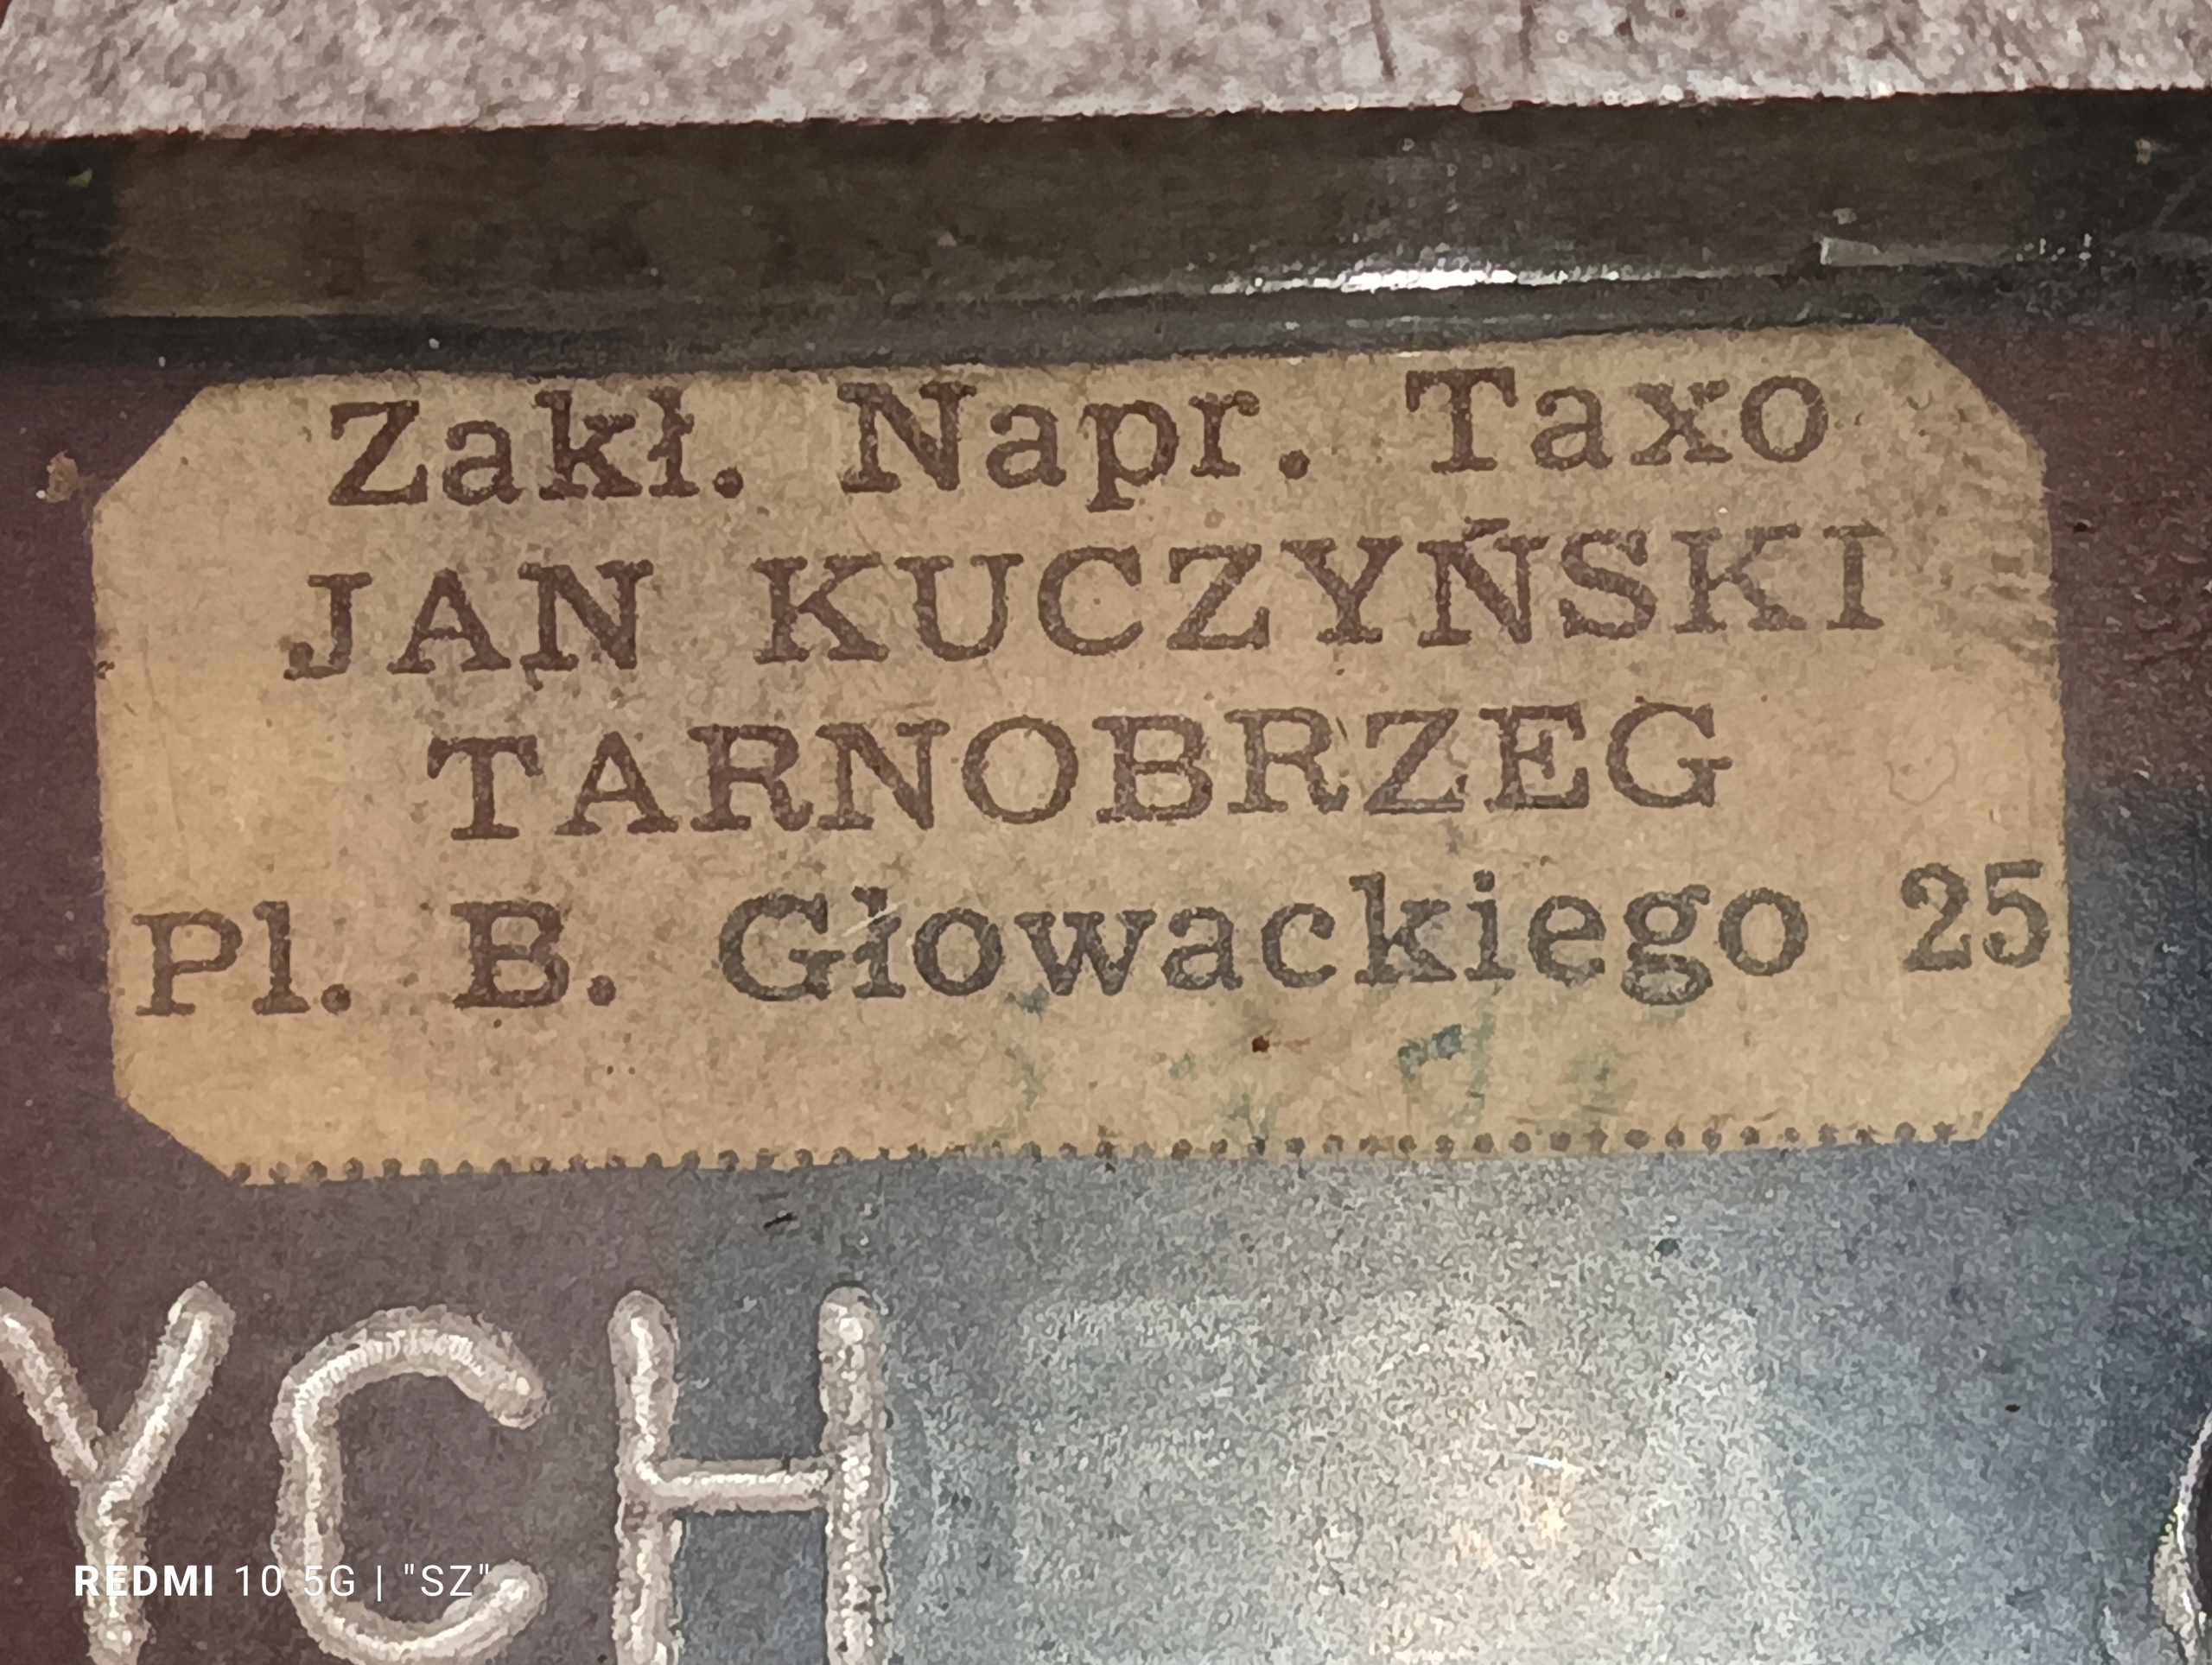 Zakł. Napr. Taxo
JAN KUCZYŃSKI
TARNOBRZEG
Pl. B. Głowackiego 25
YCH
REDMI 10 5G | "SZ"